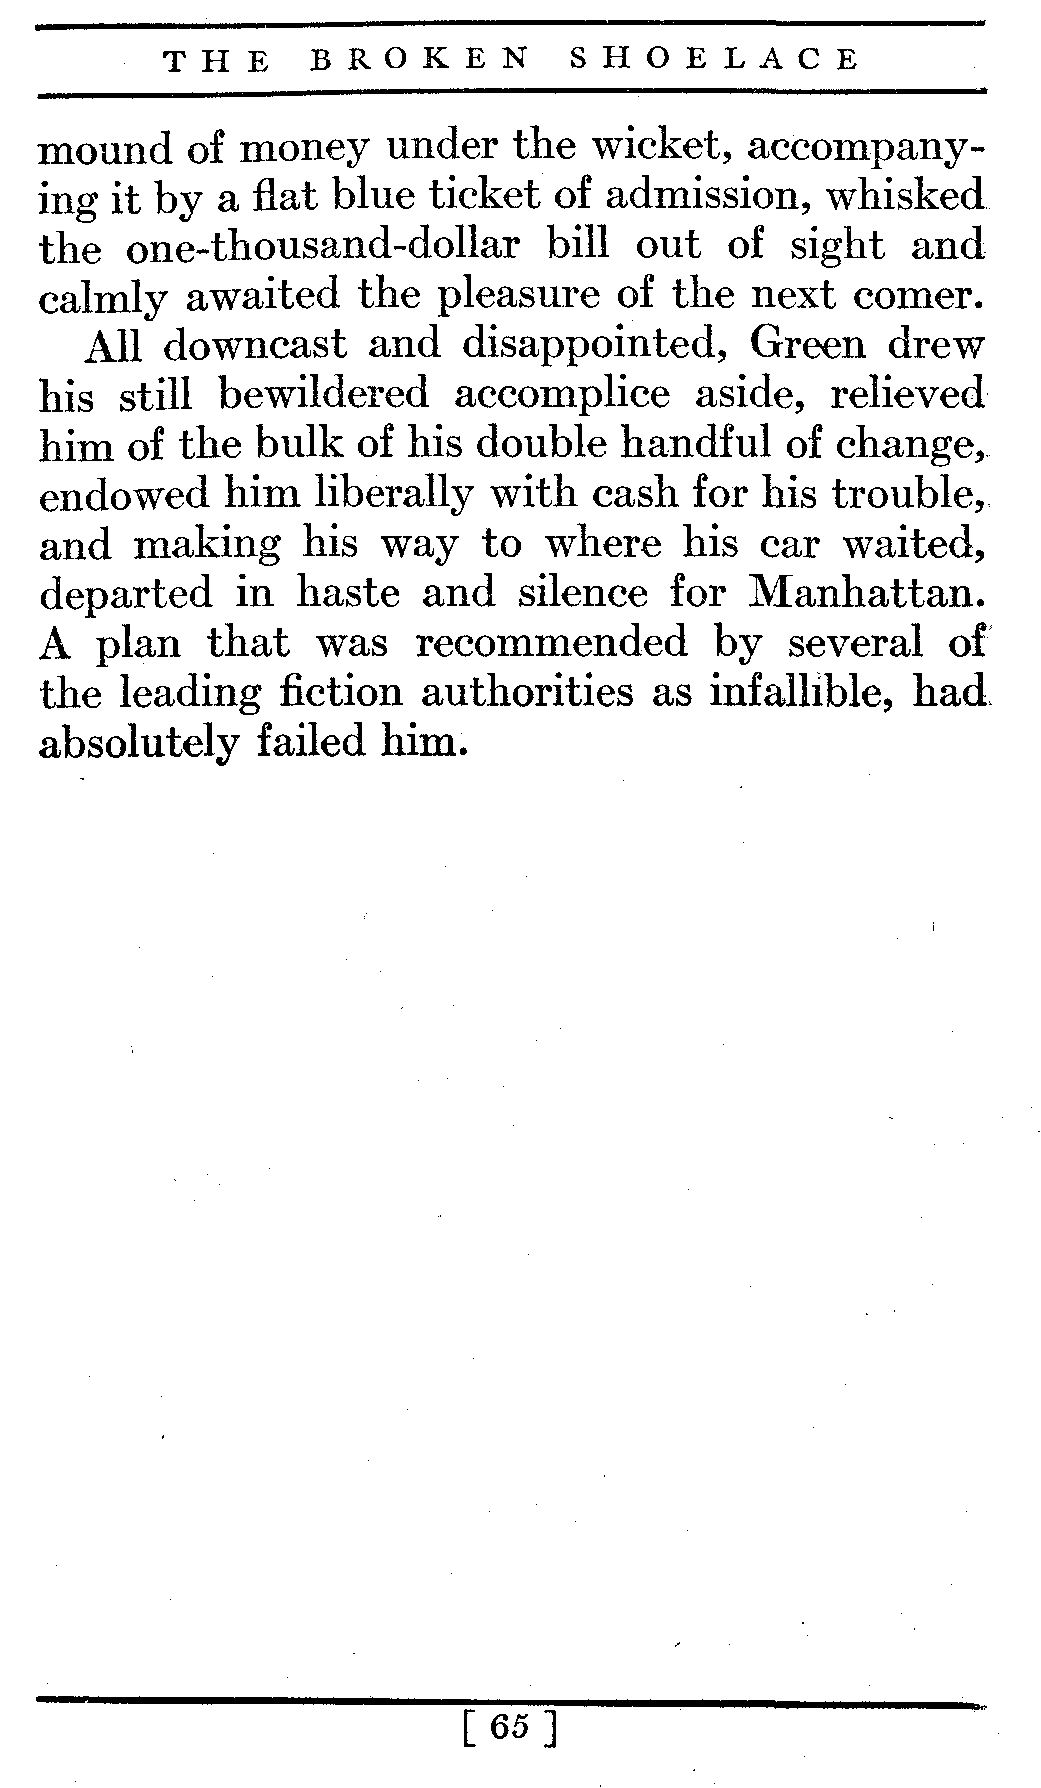 THE BROKEN SHOELACE
mound of money under the wicket, accompany-
ing it by a flat blue ticket of admission, whisked
the one-thousand-dollar bill out of sight and
calmly awaited the pleasure of the next comer.
All downcast and disappointed, Green drew
his still bewildered accomplice aside, relieved
him of the bulk of his double handful of change,
endowed him liberally with cash for his trouble,
and making his way to where his car waited,
departed in haste and silence for Manhattan.
A plan that was recommended by several of
the leading fiction authorities as infallible, had
absolutely failed him.
[ 65 ]